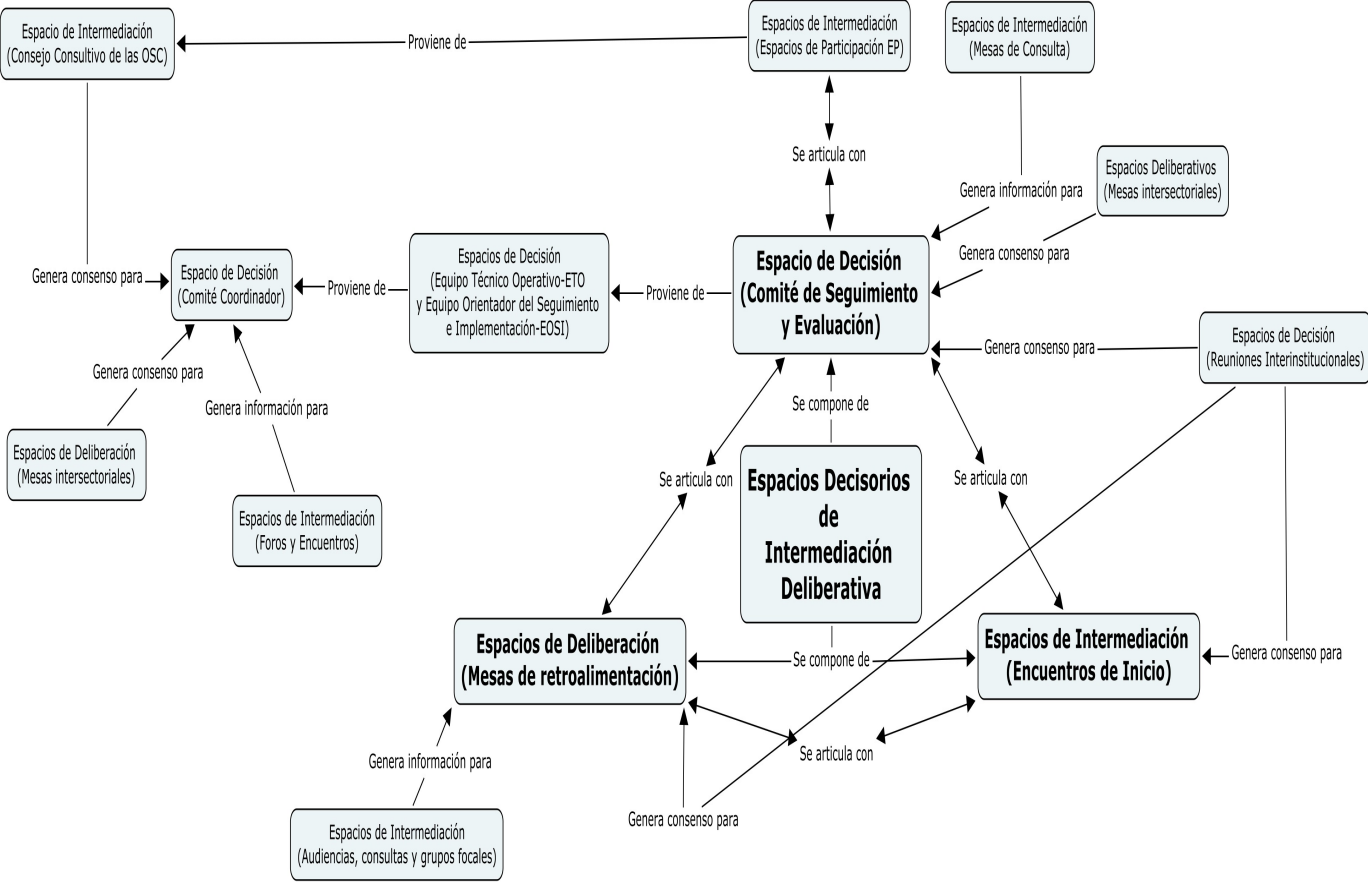 Espacio de Intermediación
(Consejo Consultivo de las OSC)
Proviene de
Espacios de Intermediación
(Espacios de Participación EP)
Espacios de Intermediación
(Mesas de Consulta)
Se articula con
Genera información para
Espacios Deliberativos
(Mesas intersectoriales)
Genera consenso para
Genera consenso para
Espacio de Decisión
(Comité Coordinador)
Proviene de
Espacios de Decisión
(Equipo Técnico Operativo-ETO
y Equipo Orientador del Seguimiento
e Implementación-EOSI)
Proviene de
Espacio de Decisión
(Comité de Seguimiento
y Evaluación)
Genera consenso para
Espacios de Decisión
(Reuniones Interinstitucionales)
Genera consenso para
Genera información para
Se compone de
Espacios de Deliberación
(Mesas intersectoriales)
Espacios de Intermediación
(Foros y Encuentros)
Se articula con
Espacios Decisorios
de
Intermediación
Deliberativa
Se articula con
Espacios de Deliberación
(Mesas de retroalimentación)
Se compone de
Espacios de Intermediación
(Encuentros de Inicio)
Genera consenso para
Genera información para
Se articula con
Genera consenso para
Espacios de Intermediación
(Audiencias, consultas y grupos focales)